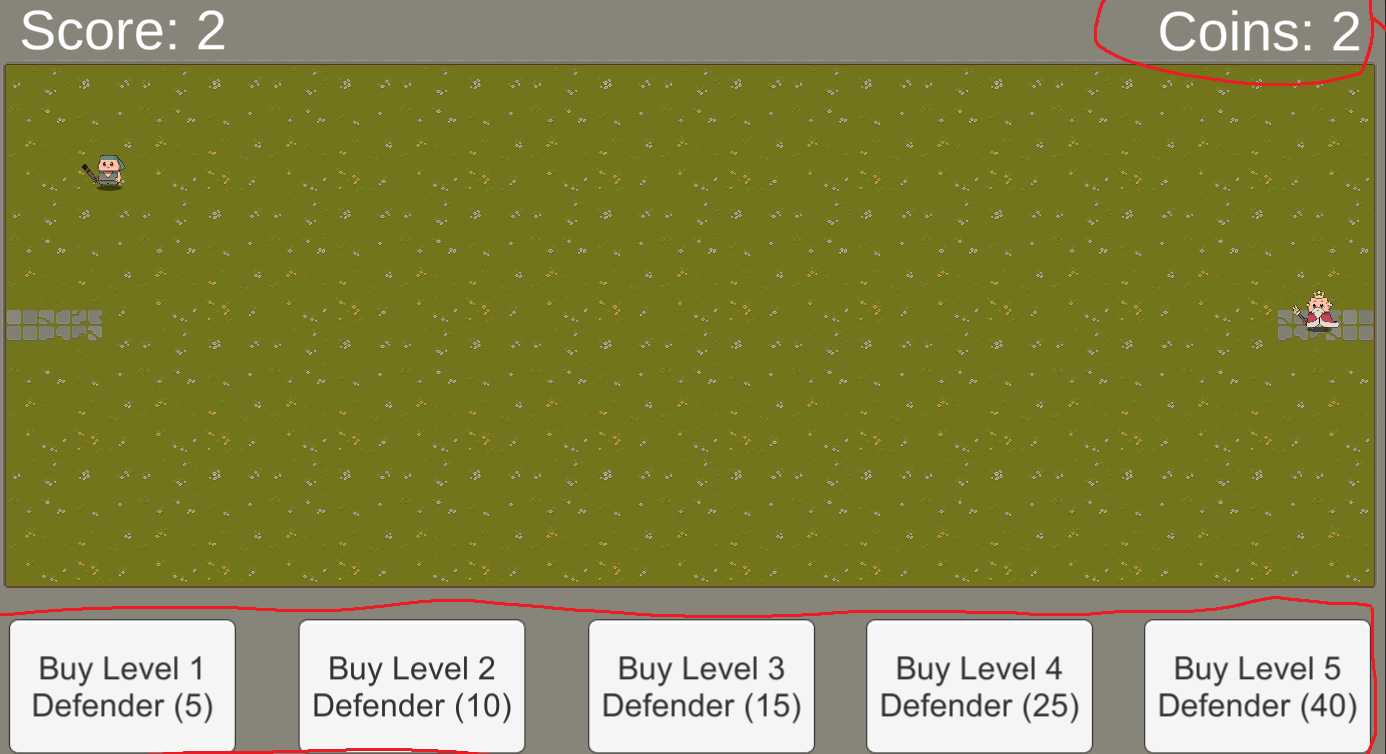 Score: 2
Coins: 2
Buy Level 1
Defender (5)
Buy Level 2
Defender (10)
Buy Level 3
Defender (15)
Buy Level 4
Defender (25)
Buy Level 5
Defender (40)